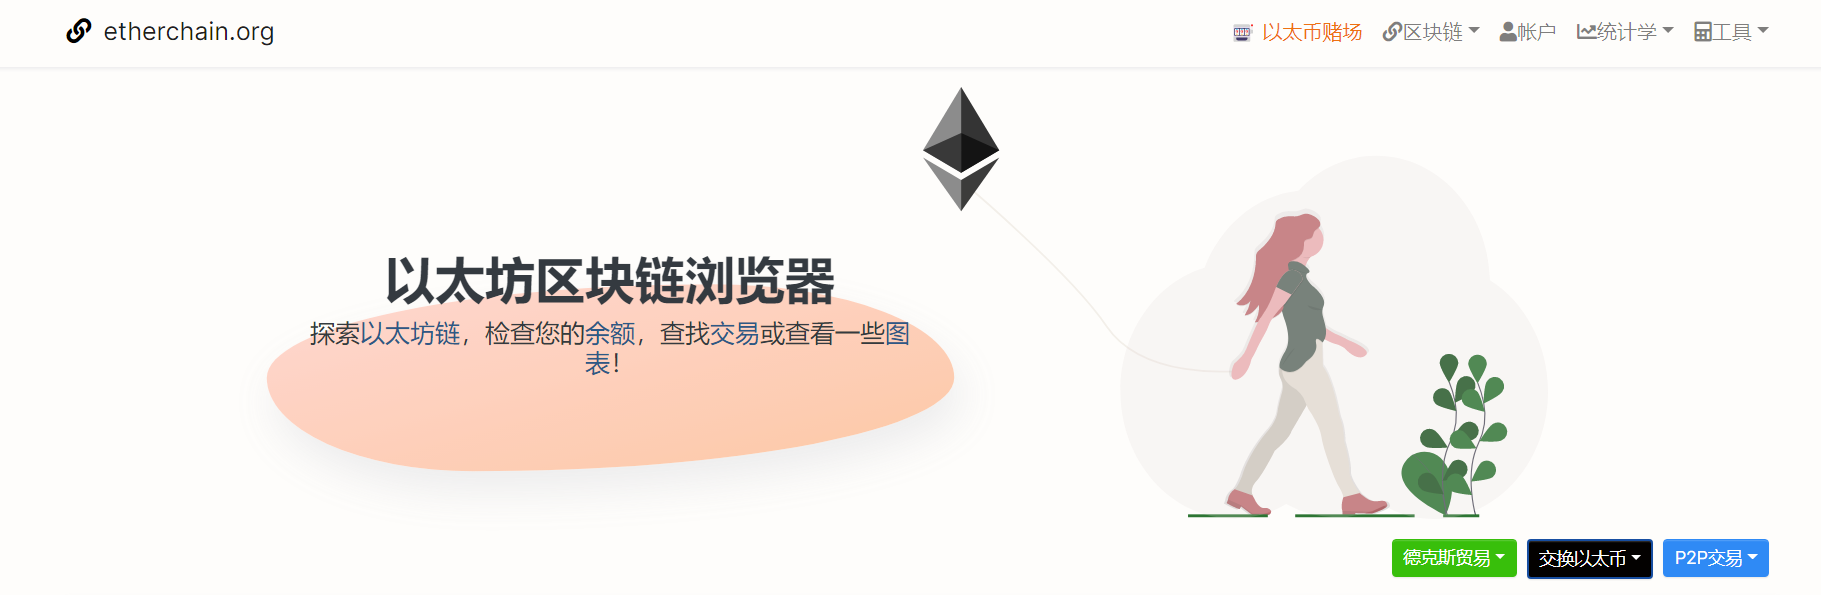 etherchain.org
以太币赌场 区块链 帐户 统计学 工具
以太坊区块链浏览器
探索以太坊链，检查您的余额，查找交易或查看一些图
表！
德克斯贸易 交换以太币 P2P交易